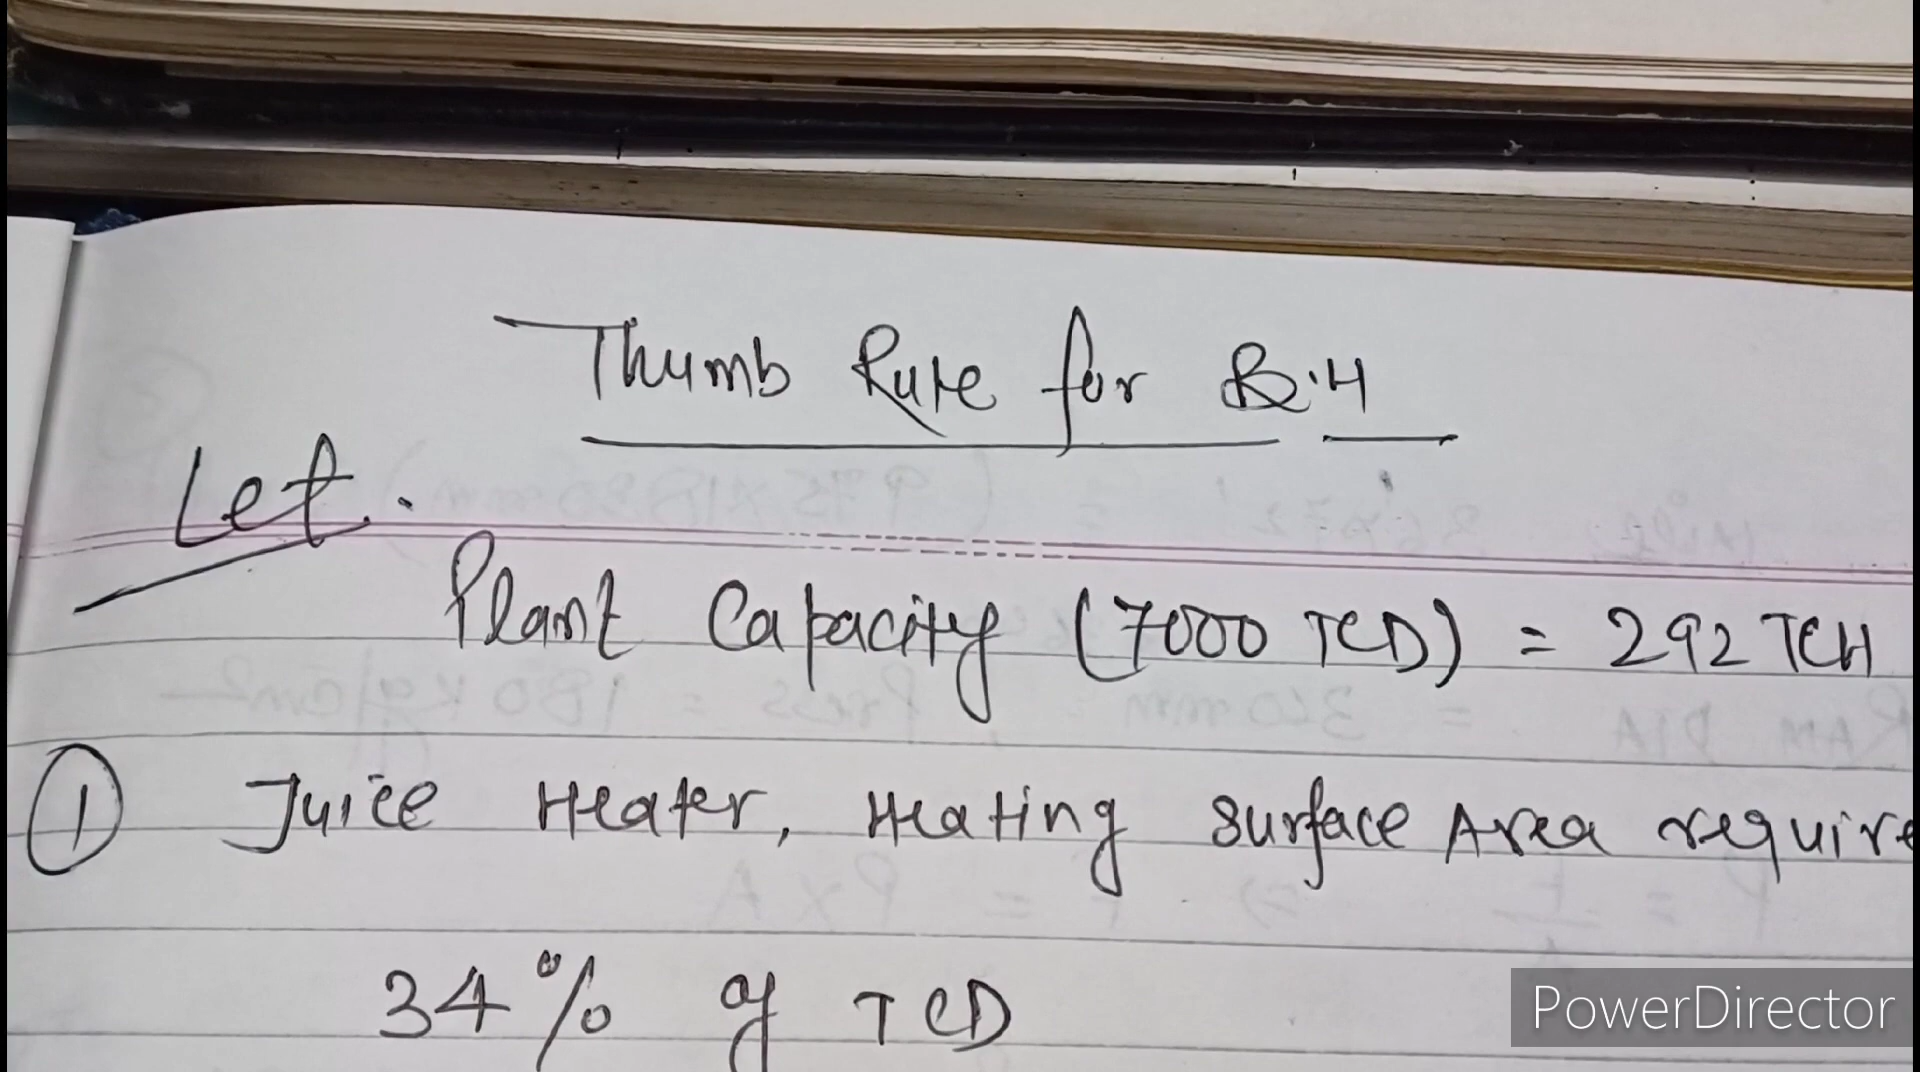 Thumb Rule for B.H
Let.
Plant Capacity (7000 TCD) = 292 TCH
① Juice Heater, Heating surface Area require
34% of TCD
PowerDirector